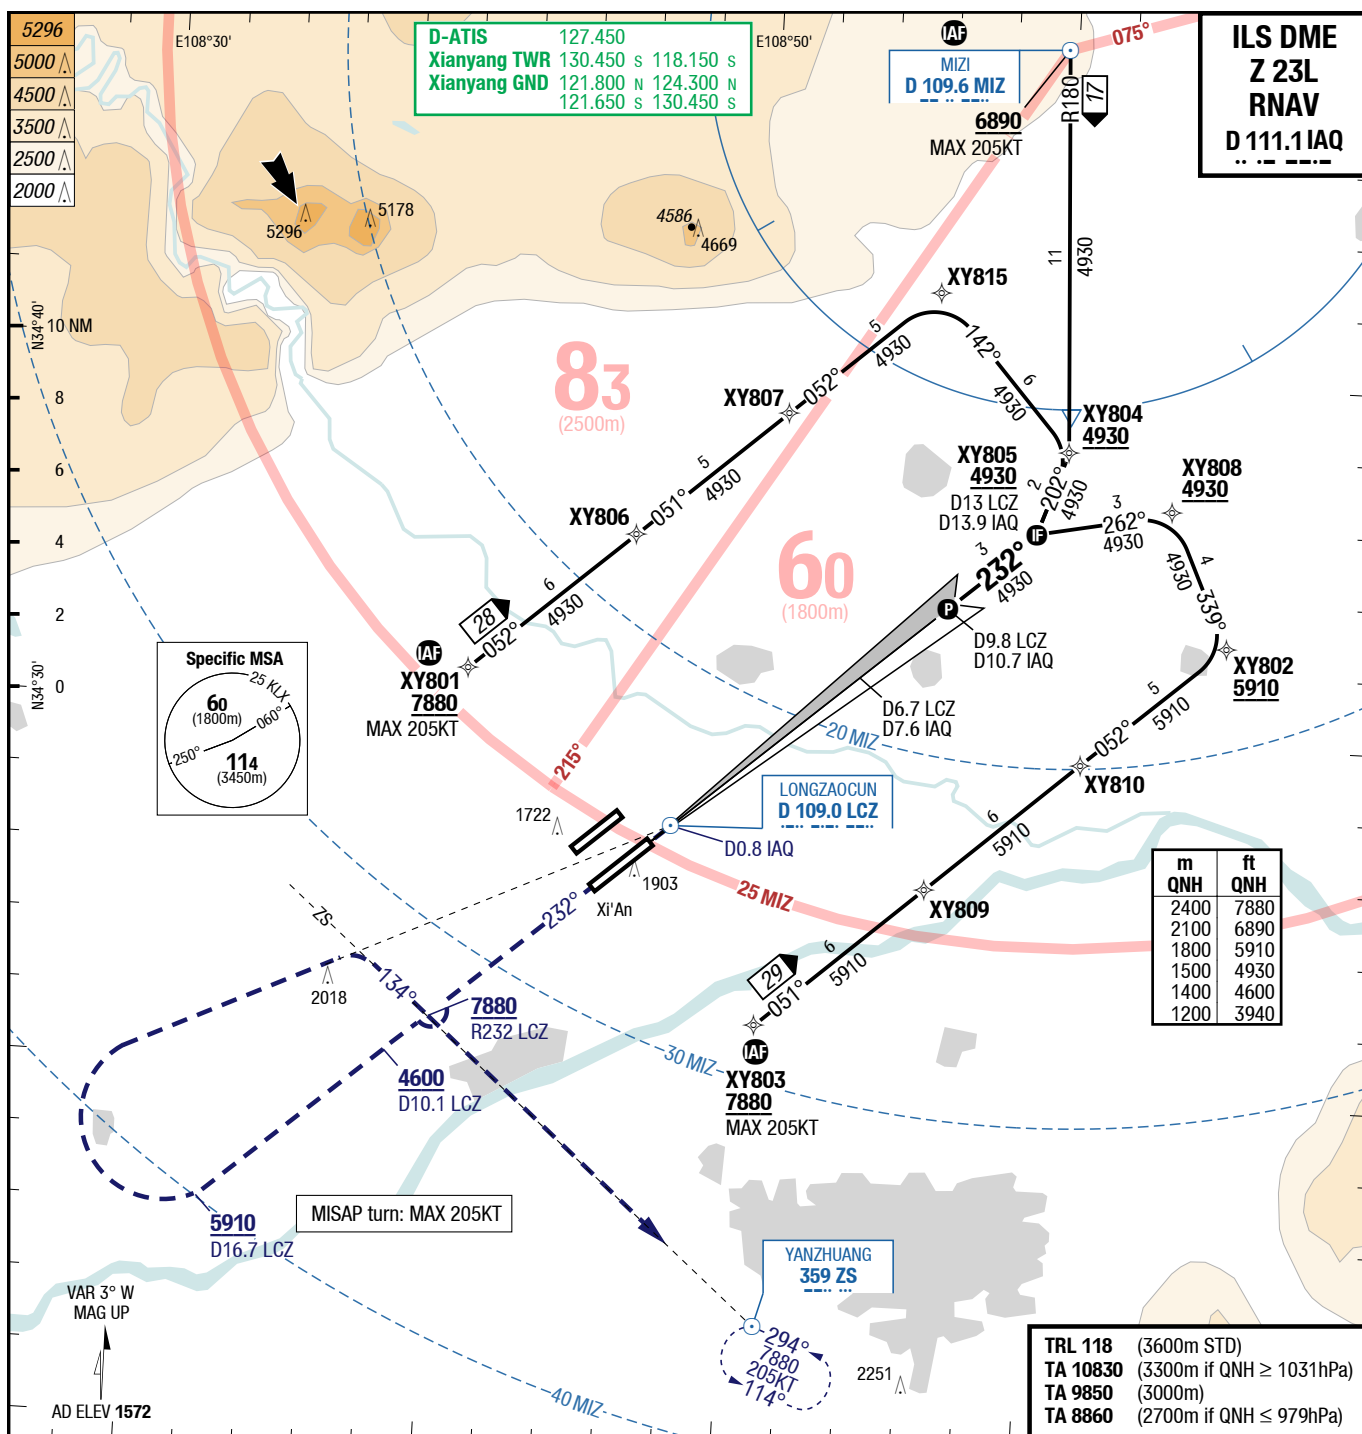 5296
5000
4500
3500
2500
2000
E108°30'
D-ATIS 127.450
Xianyang TWR 130.450 S 118.150 S
Xianyang GND 121.800 N 124.300 N
121.650 S 130.450 S
E108°50'
IAF
MIZI
D 109.6 MIZ
6890
MAX 205KT
075°
R180
17
ILS DME
Z 23L
RNAV
D 111.1 IAQ
5296
5178
4586
4669
11
4930
XY815
N34°40'
10 NM
8
6
4
2
0
N34°30'
83
(2500m)
5
4930
142°
6
4930
052°
XY807
XY804
4930
XY805
4930
D13 LCZ
D13.9 IAQ
2
202°
4930
XY808
4930
5
4930
051°
XY806
IF
3
262°
4930
60
(1800m)
3
232°
4930
4
4930
339°
6
4930
28
052°
P
D9.8 LCZ
D10.7 IAQ
IAF
XY801
7880
MAX 205KT
XY802
5910
Specific MSA
25 KLX
60
(1800m)
060°
250°
114
(3450m)
D6.7 LCZ
D7.6 IAQ
20 MIZ
5
5910
052°
215°
XY810
LONGZAOCUN
D 109.0 LCZ
D0.8 IAQ
1722
1903
Xi'An
25 MIZ
6
5910
XY809
m ft
QNH QNH
2400 7880
2100 6890
1800 5910
1500 4930
1400 4600
1200 3940
232°
ZS
134°
2018
7880
R232 LCZ
6
5910
29
051°
IAF
XY803
7880
MAX 205KT
30 MIZ
4600
D10.1 LCZ
5910
D16.7 LCZ
MISAP turn: MAX 205KT
YANZHUANG
359 ZS
294°
7880
205KT
114°
2251
VAR 3° W
MAG UP
AD ELEV 1572
40 MIZ
TRL 118 (3600m STD)
TA 10830 (3300m if QNH ≥ 1031hPa)
TA 9850 (3000m)
TA 8860 (2700m if QNH ≤ 979hPa)